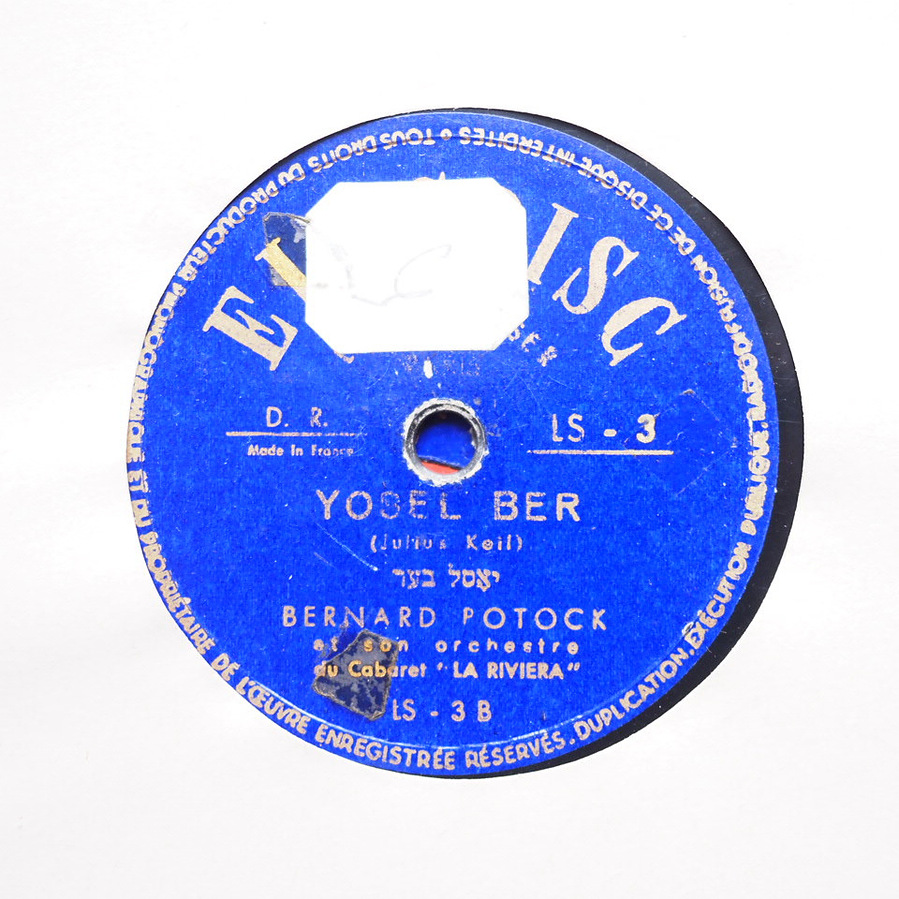 D. R.
Made in France
LS - 3
YOSEL BER
(Julius Keil)
יאָסל בער
BERNARD POTOCK
et son orchestre
du Cabaret "LA RIVIERA"
LS - 3 B
TOUS DROITS DU PRODUCTEUR PHONOGRAPHIQUE ET DU PROPRIÉTAIRE DE L'ŒUVRE ENREGISTRÉE RÉSERVÉS. DUPLICATION. EXÉCUTION PUBLIQUE ET RADIODIFFUSION DE CE DISQUE INTERDITES •